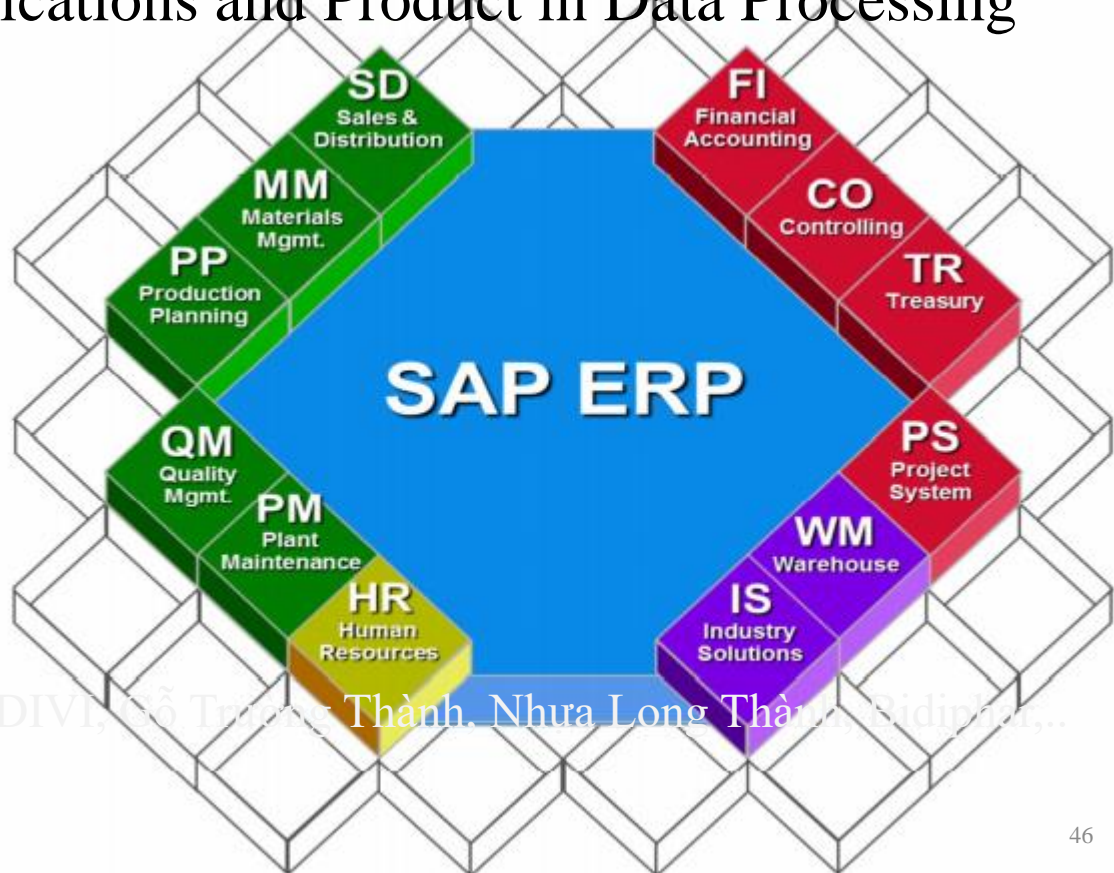 ications and Product in Data Processing
SD
Sales &
Distribution
MM
Materials
Mgmt.
PP
Production
Planning
FI
Financial
Accounting
CO
Controlling
TR
Treasury
SAP ERP
QM
Quality
Mgmt.
PM
Plant
Maintenance
HR
Human
Resources
PS
Project
System
WM
Warehouse
IS
Industry
Solutions
DIVI, Gỗ Trường Thành, Nhựa Long Thành, Bidiphar,..
46